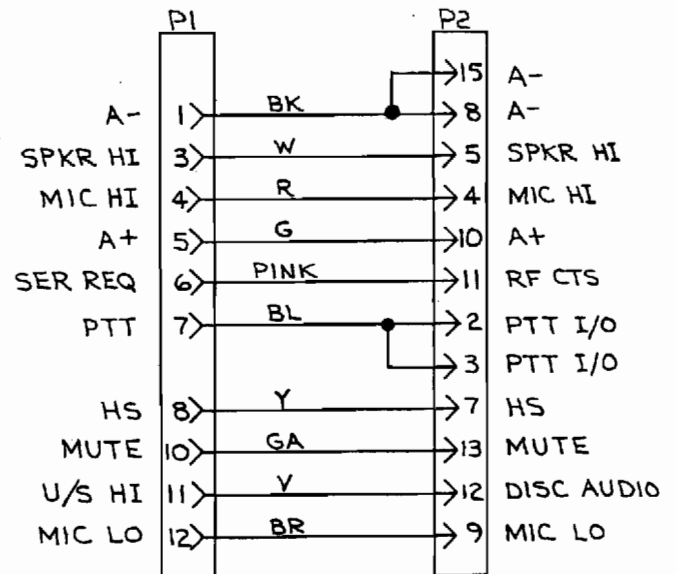 P1 P2
15 A-
A- 1 BK 8 A-
SPKR HI 3 W 5 SPKR HI
MIC HI 4 R 4 MIC HI
A+ 5 G 10 A+
SER REQ 6 PINK 11 RF CTS
PTT 7 BL 2 PTT I/O
3 PTT I/O
HS 8 Y 7 HS
MUTE 10 GA 13 MUTE
U/S HI 11 V 12 DISC AUDIO
MIC LO 12 BR 9 MIC LO